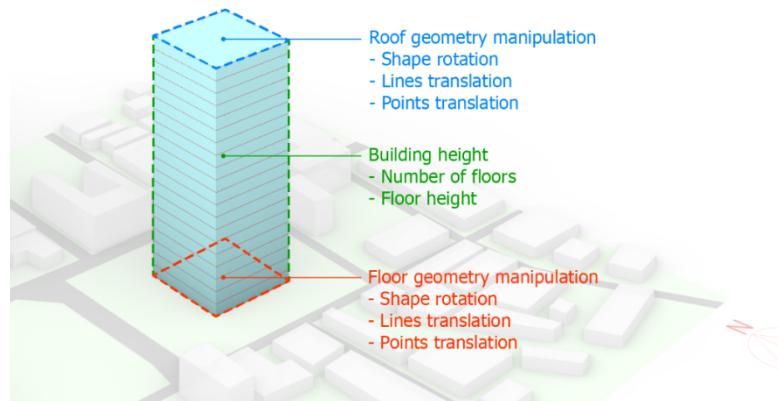 Roof geometry manipulation
- Shape rotation
- Lines translation
- Points translation
Building height
- Number of floors
- Floor height
Floor geometry manipulation
- Shape rotation
- Lines translation
- Points translation
N